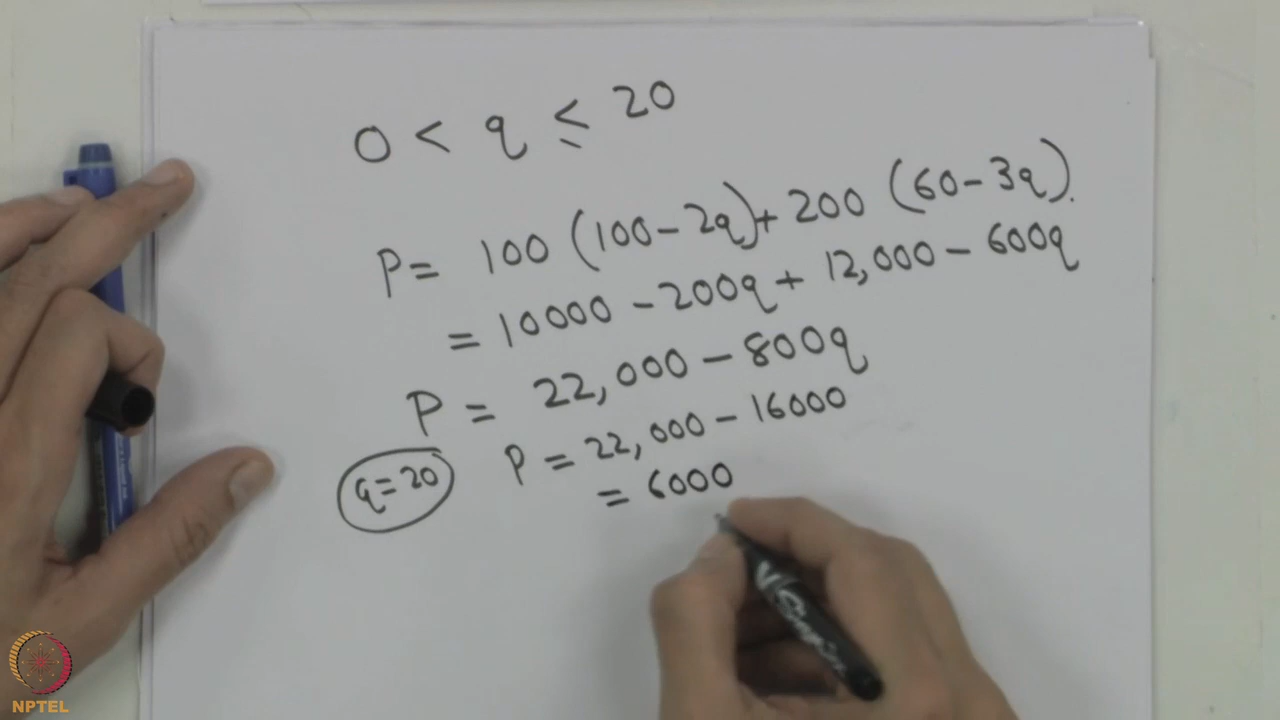 0 < q ≤ 20
P = 100 (100 - 2q) + 200 (60 - 3q).
= 10000 - 200q + 12,000 - 600q
P = 22,000 - 800q
q = 20 P = 22,000 - 16000
= 6000
NPTEL